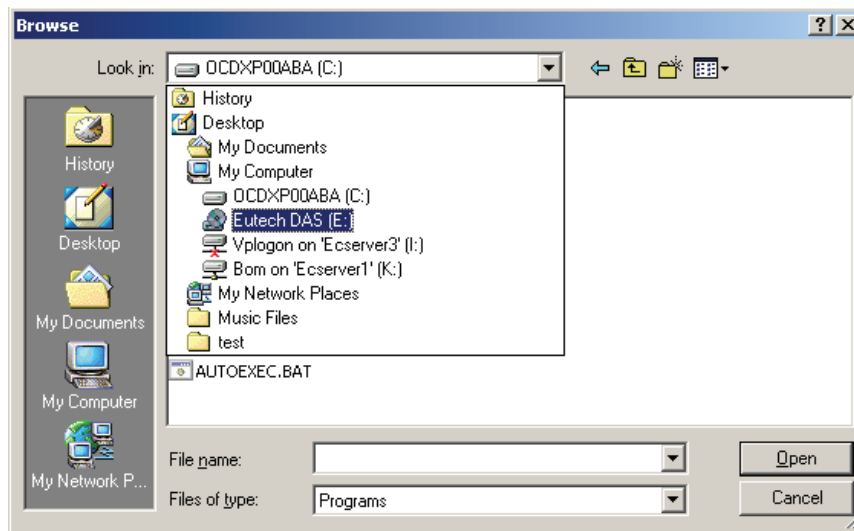 Browse
Look in: OCDXP00ABA (C:)
History
Desktop
My Documents
My Computer
OCDXP00ABA (C:)
Eutech DAS (E:
Vplogon on 'Ecserver3' (I:)
Bom on 'Ecserver1' (K:)
My Network Places
Music Files
test
AUTOEXEC.BAT
History
Desktop
My Documents
My Computer
My Network P...
File name:
Open
Files of type: Programs
Cancel